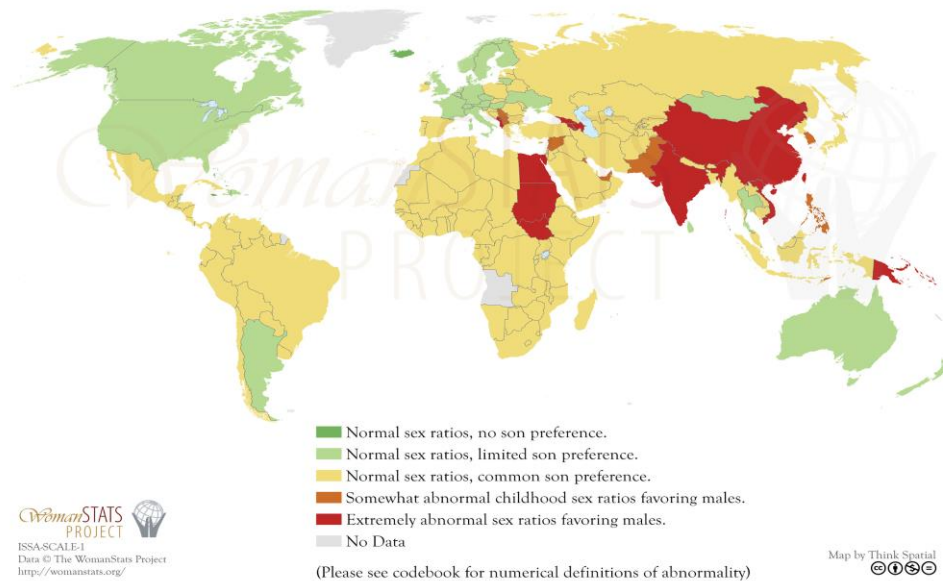 WomanSTATS
PROJECT
Normal sex ratios, no son preference.
Normal sex ratios, limited son preference.
Normal sex ratios, common son preference.
Somewhat abnormal childhood sex ratios favoring males.
Extremely abnormal sex ratios favoring males.
No Data
(Please see codebook for numerical definitions of abnormality)
WomanSTATS
PROJECT
ISSA-SCALE-1
Data © The WomanStats Project
http://womanstats.org/
Map by Think Spatial